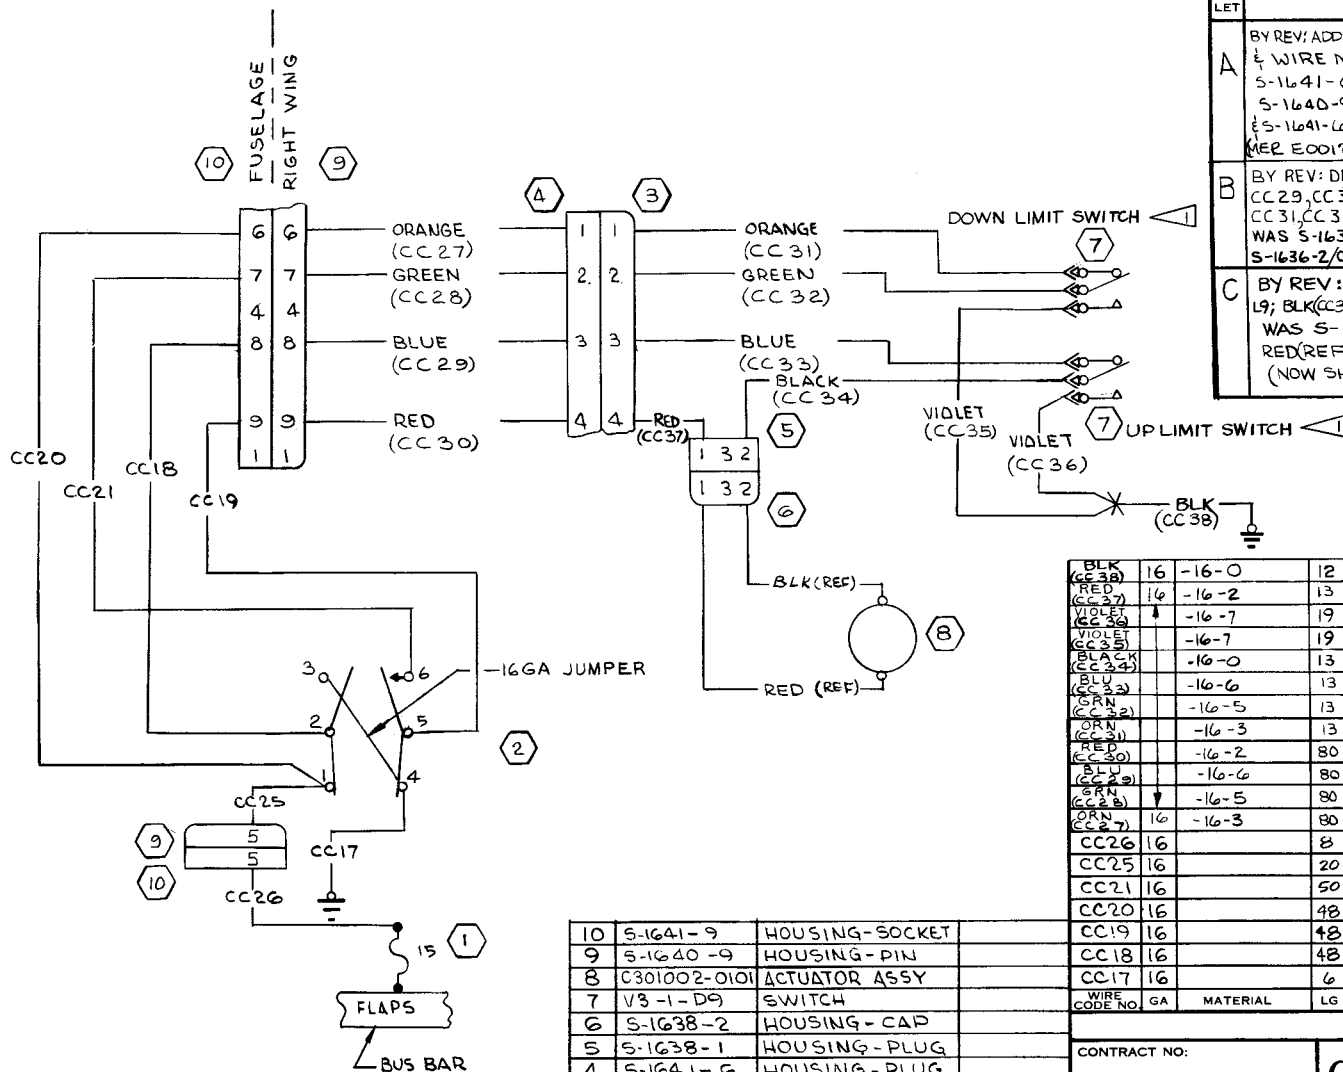 FUSELAGE
RIGHT WING
10
9
6 6
7 7
4 4
8 8
9 9
1 1
ORANGE
(CC27)
GREEN
(CC28)
BLUE
(CC29)
RED
(CC30)
4
3
1 1
2. 2.
3 3
4 4
ORANGE
(CC31)
GREEN
(CC32)
BLUE
(CC33)
BLACK
(CC34)
RED
(CC37)
DOWN LIMIT SWITCH 1
7
VIOLET
(CC35)
VIOLET
(CC36)
7 UP LIMIT SWITCH 1
BLK
(CC38)
5
1 3 2
1 3 2
6
BLK(REF)
8
RED (REF)
CC20
CC21
CC18
CC19
3
6
16GA JUMPER
2
5
2
1
4
CC25
9
5
5
10
CC17
CC26
15
1
FLAPS
BUS BAR
LET
A
BY REV: ADD
& WIRE N
S-1641-
S-1640-
& S-1641-
(MER E001
B
BY REV: D
CC29, CC3
CC31, CC3
WAS S-163
S-1636-2/
C
BY REV:
L9; BLK(CC3
WAS S-
RED(REF
(NOW SH
BLK (CC38) 16 -16-0 12
RED (CC37) 16 -16-2 13
VIOLET (CC36) -16-7 19
VIOLET (CC35) -16-7 19
BLACK (CC34) -16-0 13
BLU (CC33) -16-6 13
GRN (CC32) -16-5 13
ORN (CC31) -16-3 13
RED (CC30) -16-2 80
BLU (CC29) -16-6 80
GRN (CC28) -16-5 80
ORN (CC27) 16 -16-3 80
CC26 16 8
CC25 16 20
CC21 16 50
CC20 16 48
CC19 16 48
CC18 16 48
CC17 16 6
WIRE CODE NO. GA MATERIAL LG
10 S-1641-9 HOUSING-SOCKET
9 S-1640-9 HOUSING-PIN
8 C301002-0101 ACTUATOR ASSY
7 V3-1-D9 SWITCH
6 S-1638-2 HOUSING-CAP
5 S-1638-1 HOUSING-PLUG
4 S-1641-6 HOUSING-PLUG
CONTRACT NO: